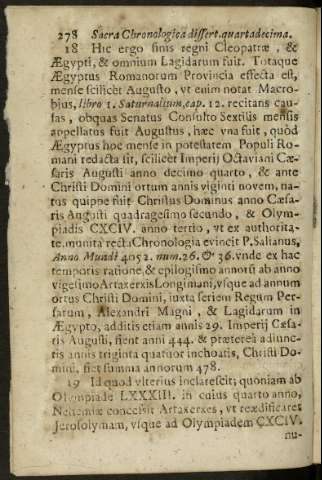 278 Sacra Chronologica dissert. quartadecima.
18 Hic ergo finis regni Cleopatræ, &
Ægypti, & omnium Lagidarum fuit. Totaque
Ægyptus Romanorum Provincia effecta est,
mense scilicet Augusto, vt enim notat Macro-
bius, libro 1. Saturnalium, cap. 12. recitans cau-
sas, obquas Senatus Consulto Sextilis mensis
appellatus fuit Augustus, hæc vna fuit, quòd
Ægyptus hoc mense in potestatem Populi Ro-
mani redacta sit, scilicèt Imperij Octaviani Cæ-
saris Augusti anno decimo quarto, & ante
Christi Domini ortum annis viginti novem, na-
tus quippe fuit Christus Dominus anno Cæsa-
ris Augusti quadragesimo secundo, & Olym-
piadis CXCIV. anno tertio, vt ex authorita-
te munita recta Chronologia evincit P. Salianus,
Anno Mundi 4052. num. 26. & 36. vnde ex hac
temporis ratione, & epilogismo annorũ ab anno
vigesimo Artaxerxis Longimani, vsque ad annum
ortus Christi Domini, iuxta seriem Regum Per-
sarum, Alexandri Magni, & Lagidarum in
Ægypto, additis etiam annis 29. Imperij Cæsa-
ris Augusti, fient anni 444. & præterea adiunc-
tis annis triginta quatuor inchoatis, Christi Do-
mini, fiet summa annorum 478.
19 Id quod vlterius inclarescit; quoniam ab
Olympiade LXXXIII. in cuius quarto anno,
Nehemiæ concessit Artaxerxes, vt reædificaret
Jerosolymam, vsque ad Olympiadem CXCIV.
nu-